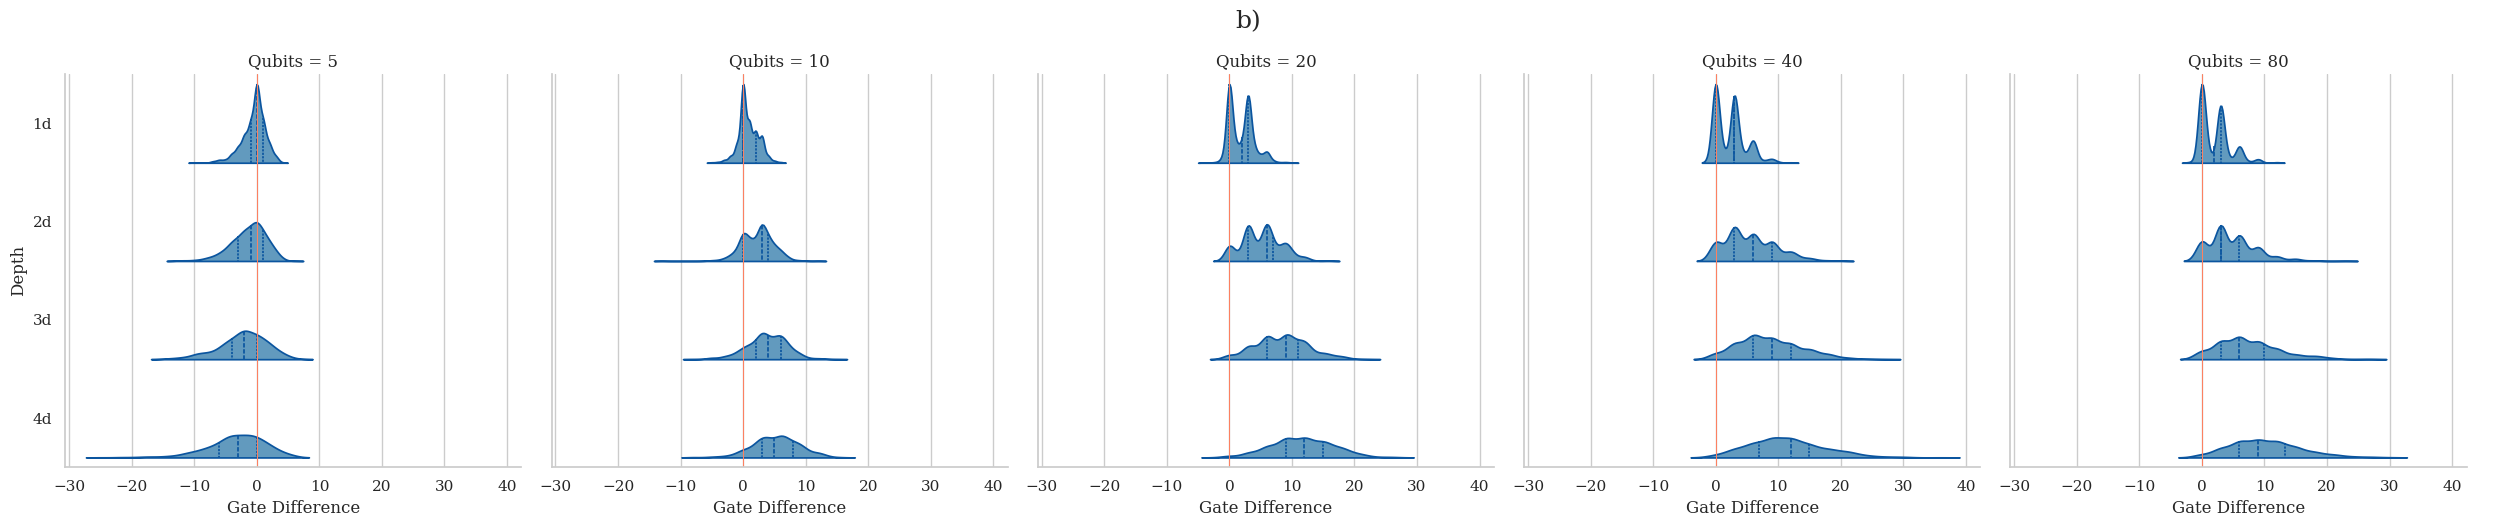 b)
Qubits = 5 Qubits = 10 Qubits = 20 Qubits = 40 Qubits = 80
1d
2d
3d
4d
Depth
−30 −20 −10 0 10 20 30 40 −30 −20 −10 0 10 20 30 40 −30 −20 −10 0 10 20 30 40 −30 −20 −10 0 10 20 30 40 −30 −20 −10 0 10 20 30 40
Gate Difference Gate Difference Gate Difference Gate Difference Gate Difference